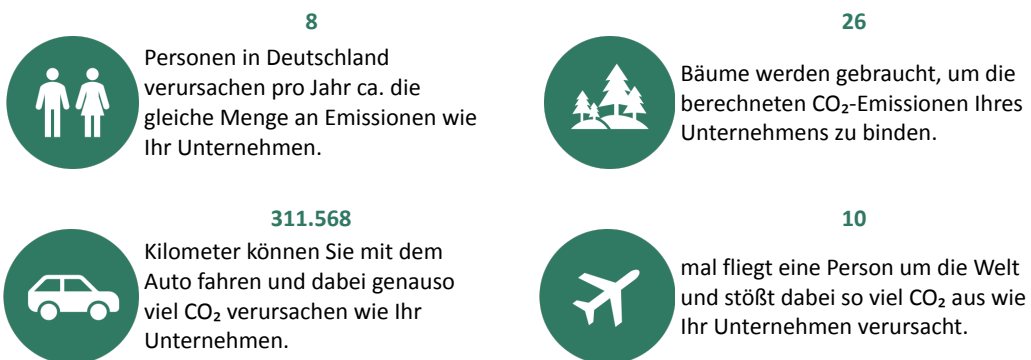 8
Personen in Deutschland
verursachen pro Jahr ca. die
gleiche Menge an Emissionen wie
Ihr Unternehmen.
26
Bäume werden gebraucht, um die
berechneten CO₂-Emissionen Ihres
Unternehmens zu binden.
311.568
Kilometer können Sie mit dem
Auto fahren und dabei genauso
viel CO₂ verursachen wie Ihr
Unternehmen.
10
mal fliegt eine Person um die Welt
und stößt dabei so viel CO₂ aus wie
Ihr Unternehmen verursacht.